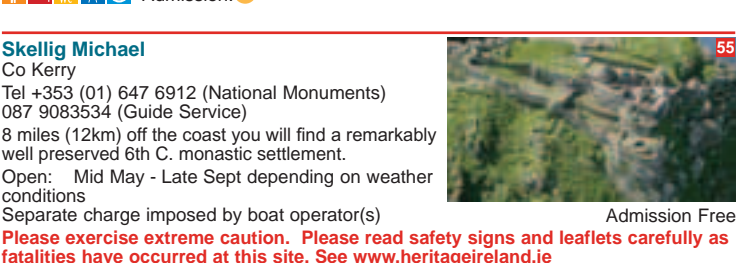 Admission:
Skellig Michael
55
Co Kerry
Tel +353 (01) 647 6912 (National Monuments)
087 9083534 (Guide Service)
8 miles (12km) off the coast you will find a remarkably
well preserved 6th C. monastic settlement.
Open: Mid May - Late Sept depending on weather
conditions
Separate charge imposed by boat operator(s)
Admission Free
Please exercise extreme caution. Please read safety signs and leaflets carefully as
fatalities have occurred at this site. See www.heritageireland.ie